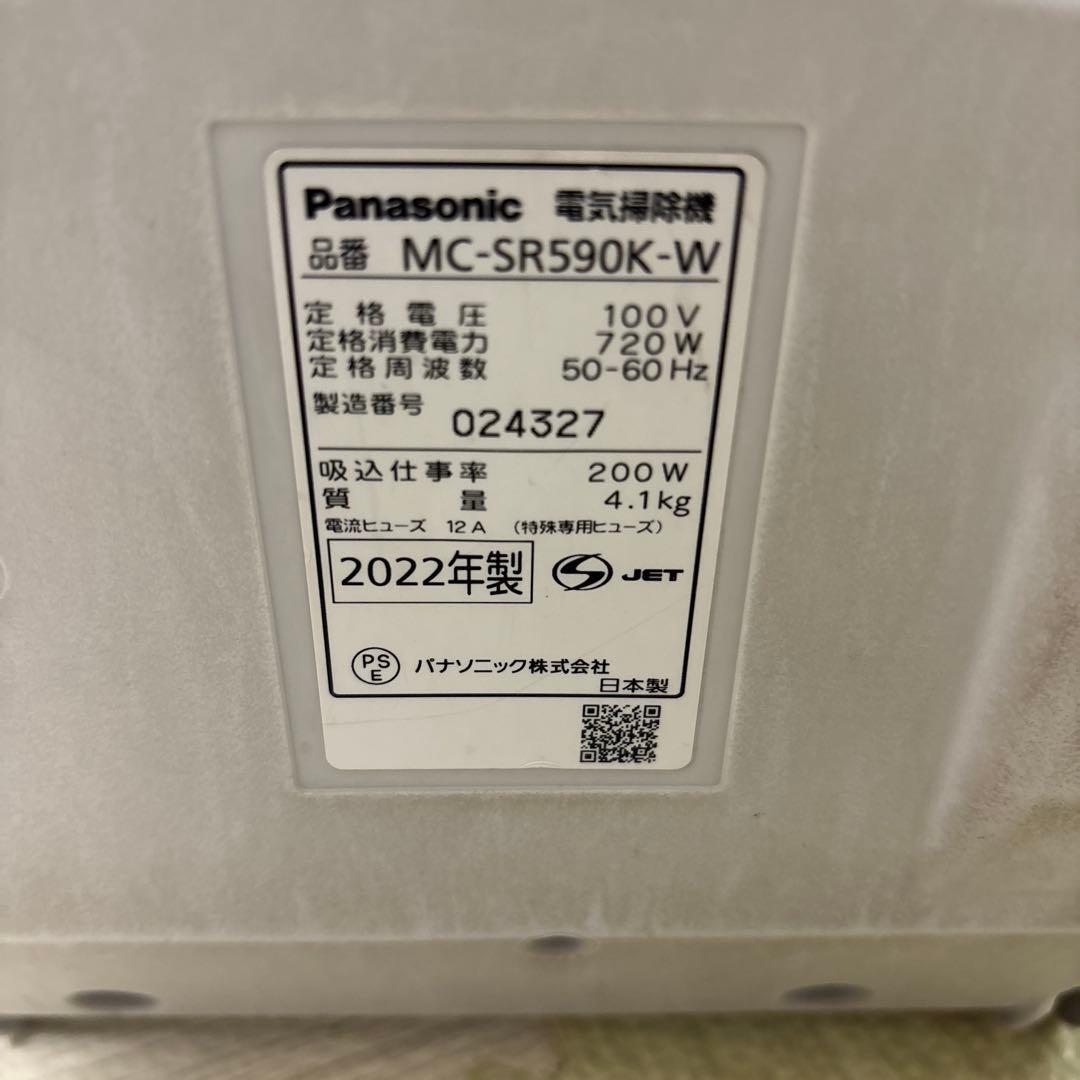 Panasonic 電気掃除機
品番 MC-SR590K-W
定格電圧 100V
定格消費電力 720W
定格周波数 50-60Hz
製造番号 024327
吸込仕事率 200W
質量 4.1kg
電流ヒューズ 12A (特殊専用ヒューズ)
2022年製 S JET
PSE パナソニック株式会社
日本製